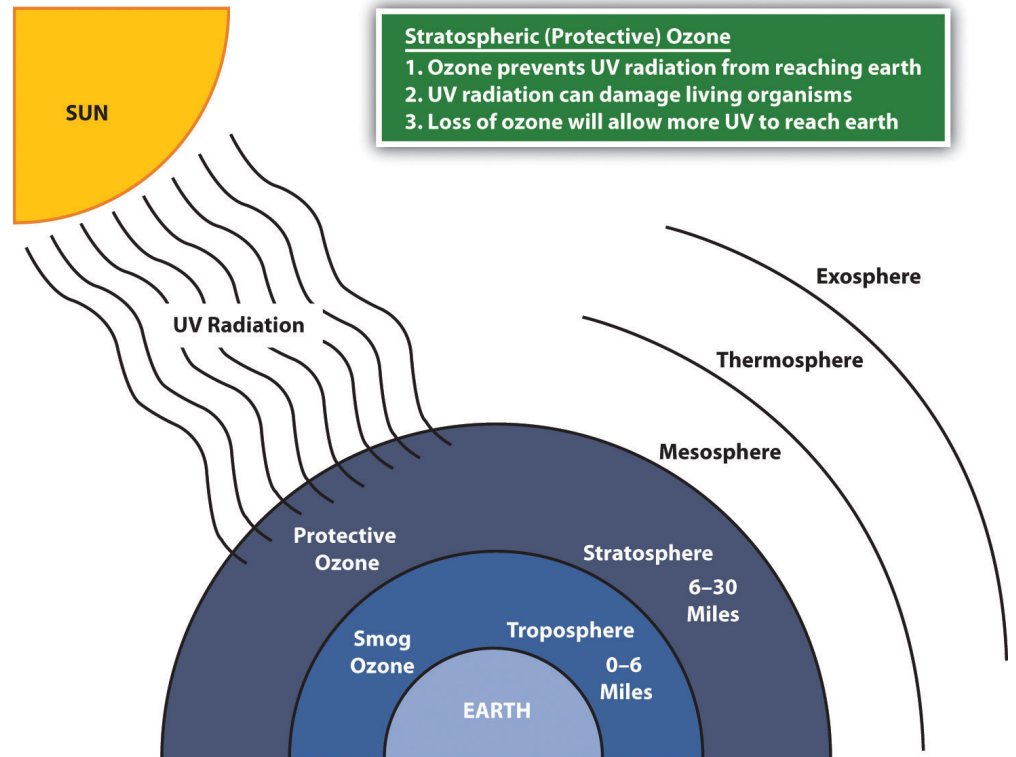 Stratospheric (Protective) Ozone
1. Ozone prevents UV radiation from reaching earth
2. UV radiation can damage living organisms
3. Loss of ozone will allow more UV to reach earth
SUN
UV Radiation
Exosphere
Thermosphere
Mesosphere
Protective
Ozone
Stratosphere
6–30
Miles
Smog
Ozone
Troposphere
0–6
Miles
EARTH